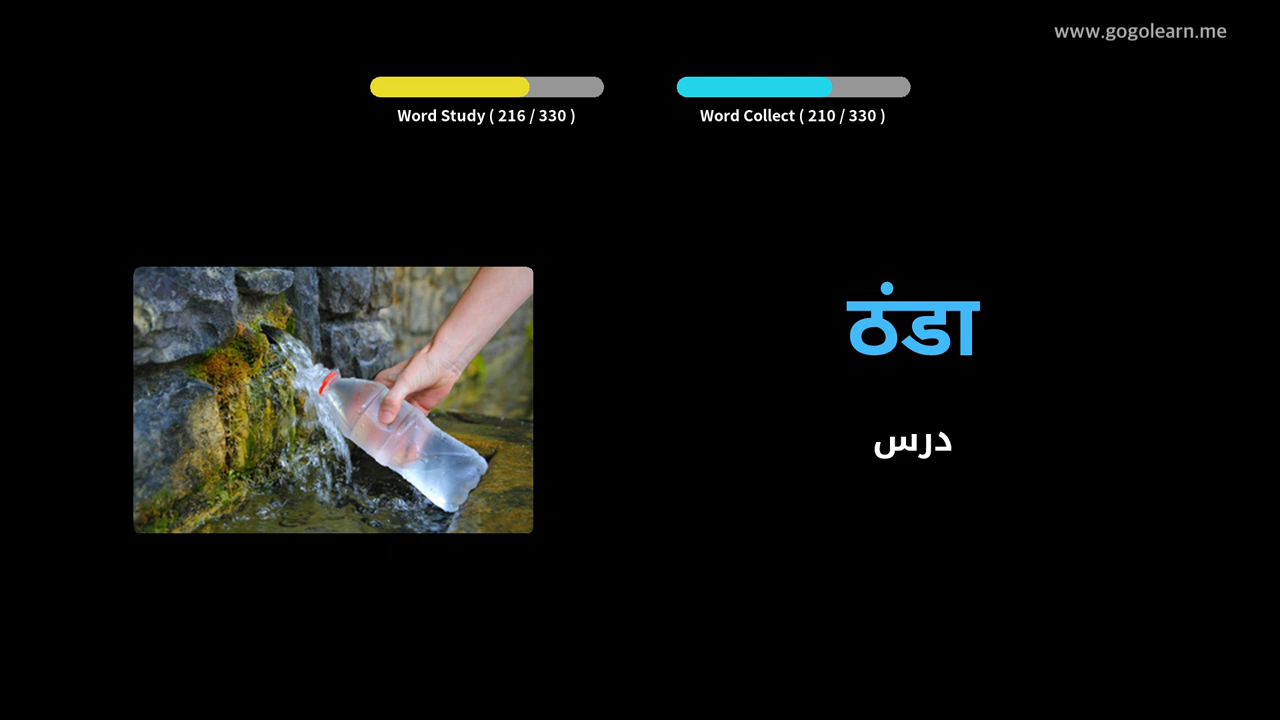 www.gogolearn.me
Word Study ( 216 / 330 )
Word Collect ( 210 / 330 )
ठंडा
درس